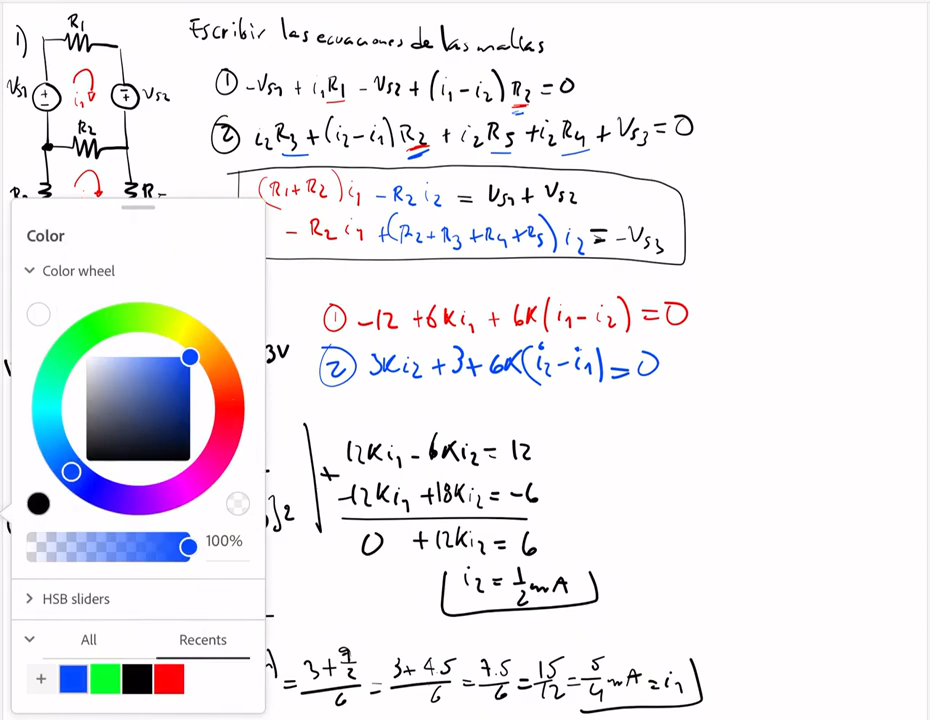 1)
R1
Escribir las ecuaciones de las mallas
Vs1
i1
Vs2
① -Vs1 + i1R1 - Vs2 + (i1-i2) R2 = 0
R2
② i2R3 + (i2-i1) R2 + i2 R5 + i2 R4 + Vs3 = 0
(R1+R2) i1 - R2 i2 = Vs1 + Vs2
- R2 i1 + (R2 + R3 + R4 + R5) i2 = -Vs3
Color
Color wheel
① -12 + 6K i1 + 6K (i1 - i2) = 0
3V
② 3K i2 + 3 + 6K (i2 - i1) = 0
12K i1 - 6K i2 = 12
+
-12K i1 + 18K i2 = -6
]2
0 + 12K i2 = 6
100%
i2 = 1/2 mA
HSB sliders
All
Recents
) = 3 + 9/2 / 6 = 3 + 4.5 / 6 = 7.5 / 6 = 15 / 12 = 5/4 mA = i1
+